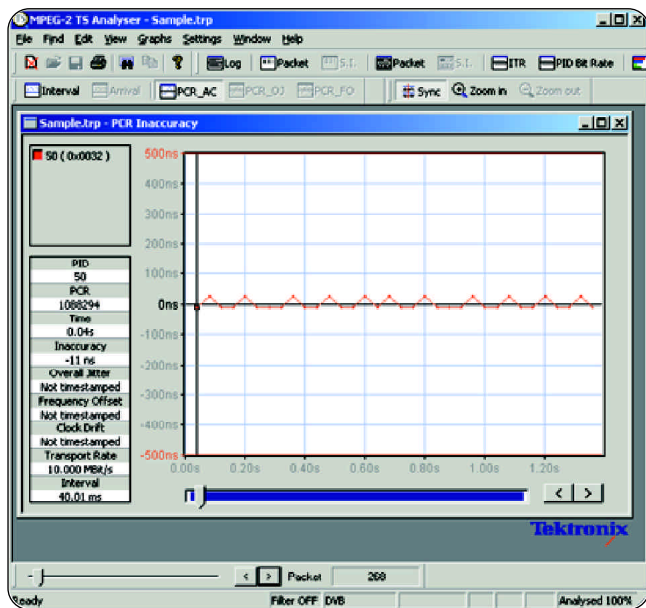 MPEG-2 TS Analyser - Sample.trp
File Find Edit View Graphs Settings Window Help
Log Packet S.I. Packet S.I. ITR PID Bit Rate
Interval Arrival PCR_AC PCR_OJ PCR_FO Sync Zoom in Zoom out
Sample.trp - PCR Inaccuracy
50 ( 0x0032 )
PID
50
PCR
1088294
Time
0.04s
Inaccuracy
-11 ns
Overall Jitter
Not timestamped
Frequency Offset
Not timestamped
Clock Drift
Not timestamped
Transport Rate
10.000 MBit/s
Interval
40.01 ms
500ns
400ns
300ns
200ns
100ns
0ns
-100ns
-200ns
-300ns
-400ns
-500ns
0.00s 0.20s 0.40s 0.60s 0.80s 1.00s 1.20s
< >
Tektronix
< > Packet 268
Ready Filter OFF DVB Analysed 100%